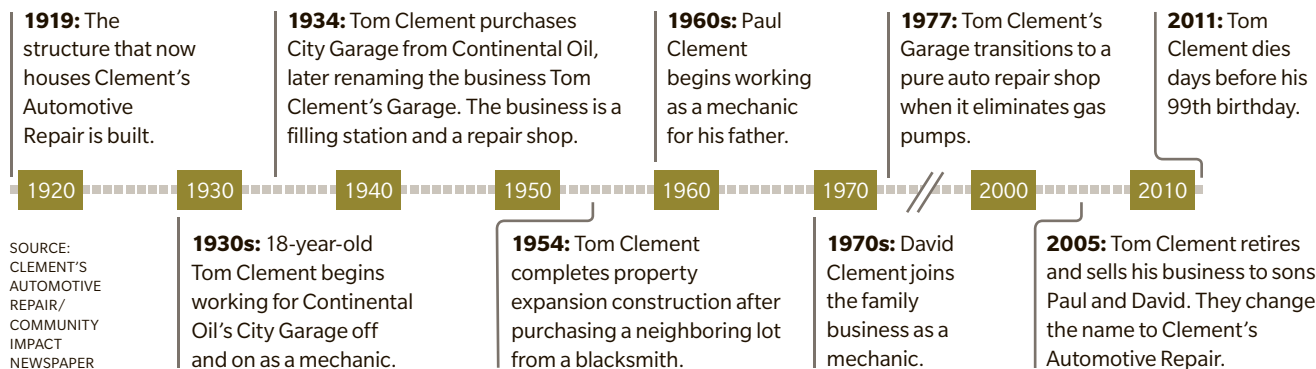 1919: The
structure that now
houses Clement’s
Automotive
Repair is built.
1934: Tom Clement purchases
City Garage from Continental Oil,
later renaming the business Tom
Clement’s Garage. The business is a
filling station and a repair shop.
1960s: Paul
Clement
begins working
as a mechanic
for his father.
1977: Tom Clement’s
Garage transitions to a
pure auto repair shop
when it eliminates gas
pumps.
2011: Tom
Clement dies
days before his
99th birthday.
1920
1930
1940
1950
1960
1970
2000
2010
SOURCE:
CLEMENT’S
AUTOMOTIVE
REPAIR/
COMMUNITY
IMPACT
NEWSPAPER
1930s: 18-year-old
Tom Clement begins
working for Continental
Oil’s City Garage off
and on as a mechanic.
1954: Tom Clement
completes property
expansion construction after
purchasing a neighboring lot
from a blacksmith.
1970s: David
Clement joins
the family
business as a
mechanic.
2005: Tom Clement retires
and sells his business to sons
Paul and David. They change
the name to Clement’s
Automotive Repair.